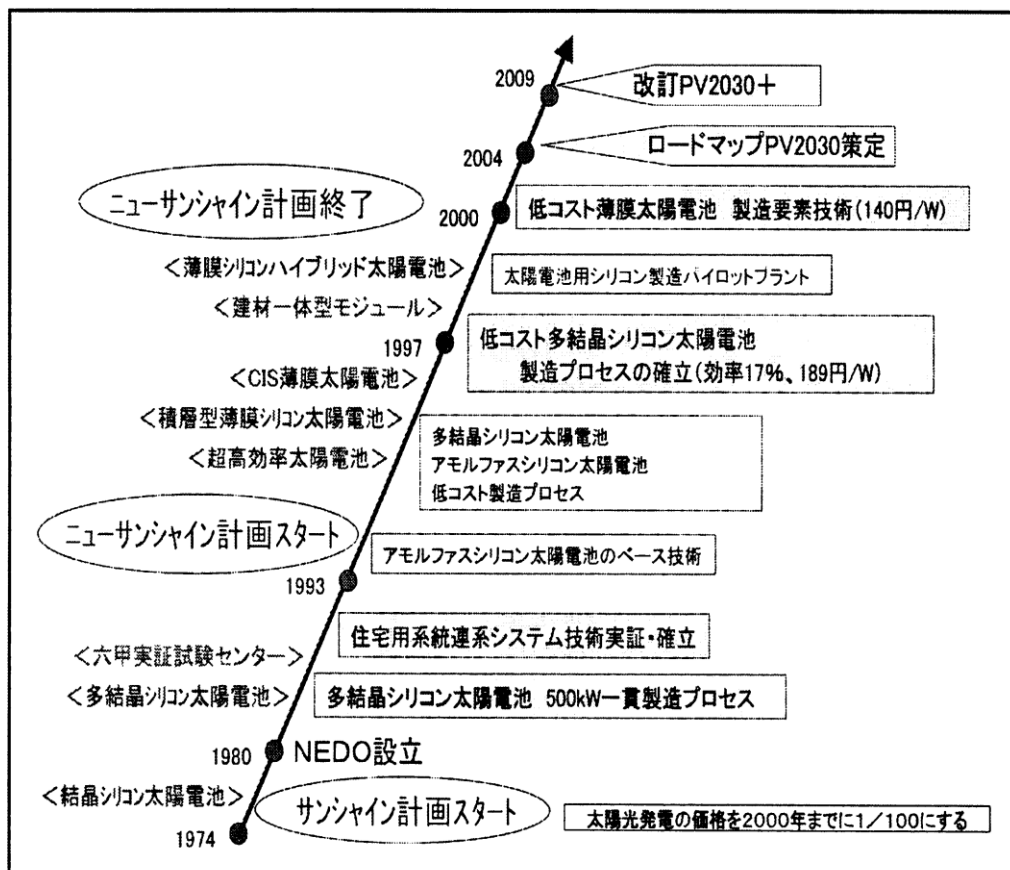 2009
改訂PV2030＋
2004
ロードマップPV2030策定
ニューサンシャイン計画終了
2000
低コスト薄膜太陽電池 製造要素技術(140円/W)
＜薄膜シリコンハイブリッド太陽電池＞
太陽電池用シリコン製造パイロットプラント
＜建材一体型モジュール＞
1997
低コスト多結晶シリコン太陽電池
製造プロセスの確立(効率17%、189円/W)
＜CIS薄膜太陽電池＞
＜積層型薄膜シリコン太陽電池＞
＜超高効率太陽電池＞
多結晶シリコン太陽電池
アモルファスシリコン太陽電池
低コスト製造プロセス
ニューサンシャイン計画スタート
アモルファスシリコン太陽電池のベース技術
1993
住宅用系統連系システム技術実証・確立
＜六甲実証試験センター＞
＜多結晶シリコン太陽電池＞
多結晶シリコン太陽電池 500kW一貫製造プロセス
1980
NEDO設立
＜結晶シリコン太陽電池＞
サンシャイン計画スタート
太陽光発電の価格を2000年までに1／100にする
1974